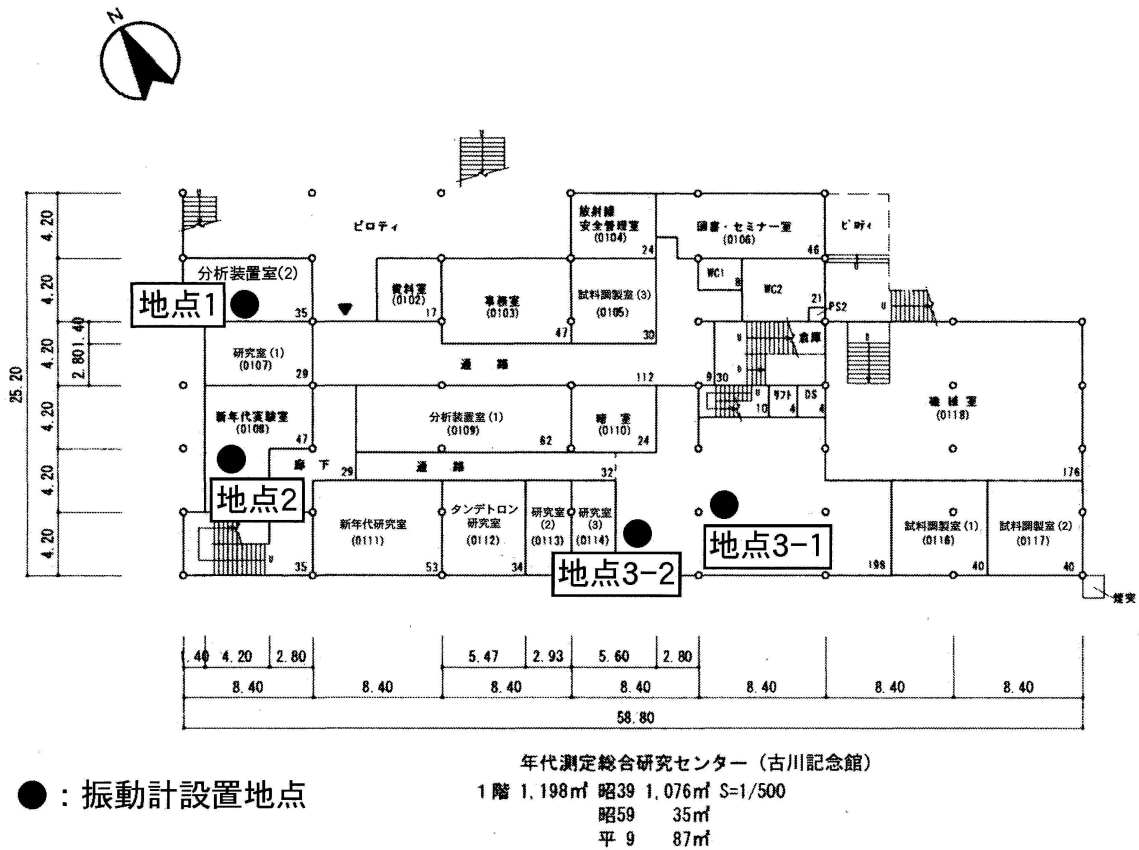 N
ピロティ
放射線
安全管理室
(0104)
24
図書・セミナー室
(0106)
46
ピロティ
分析装置室(2)
35
地点1
資料室
(0102)
17
事務室
(0103)
47
試料調製室(3)
(0105)
30
WC1
8
WC2
21
PS2
倉庫
研究室(1)
(0107)
29
通路
112
9
30
新年代実験室
(0108)
47
分析装置室(1)
(0109)
62
暗室
(0110)
24
10
リフト
4
DS
4
機械室
(0118)
176
廊下
29
通路
32
地点2
35
新年代研究室
(0111)
53
タンデトロン
研究室
(0112)
34
研究室
(2)
(0113)
研究室
(3)
(0114)
地点3-2
地点3-1
198
試料調製室(1)
(0116)
40
試料調製室(2)
(0117)
40
煙突
25.20
4.20
4.20
4.20
4.20
4.20
4.20
1.40
2.80
1.40
4.20
2.80
5.47
2.93
5.60
2.80
8.40
8.40
8.40
8.40
8.40
8.40
8.40
58.80
●：振動計設置地点
年代測定総合研究センター（古川記念館）
1階 1,198㎡ 昭39 1,076㎡ S=1/500
昭59 35㎡
平 9 87㎡